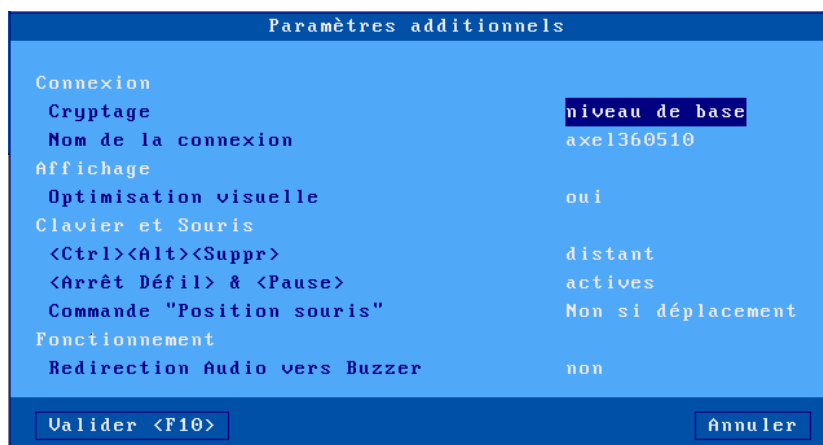 Paramètres additionnels
Connexion
Cryptage niveau de base
Nom de la connexion axel360510
Affichage
Optimisation visuelle oui
Clavier et Souris
<Ctrl><Alt><Suppr> distant
<Arrêt Défil> & <Pause> actives
Commande "Position souris" Non si déplacement
Fonctionnement
Redirection Audio vers Buzzer non
Valider <F10> Annuler